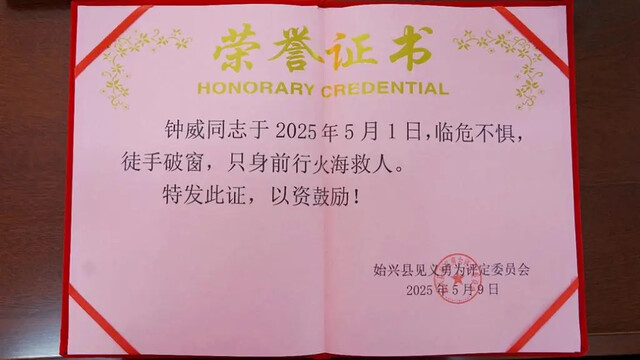 荣誉证书
HONORARY CREDENTIAL
钟威同志于2025年5月1日,临危不惧,
徒手破窗，只身前行火海救人。
特发此证，以资鼓励！
始兴县见义勇为评定委员会
2025年5月9日